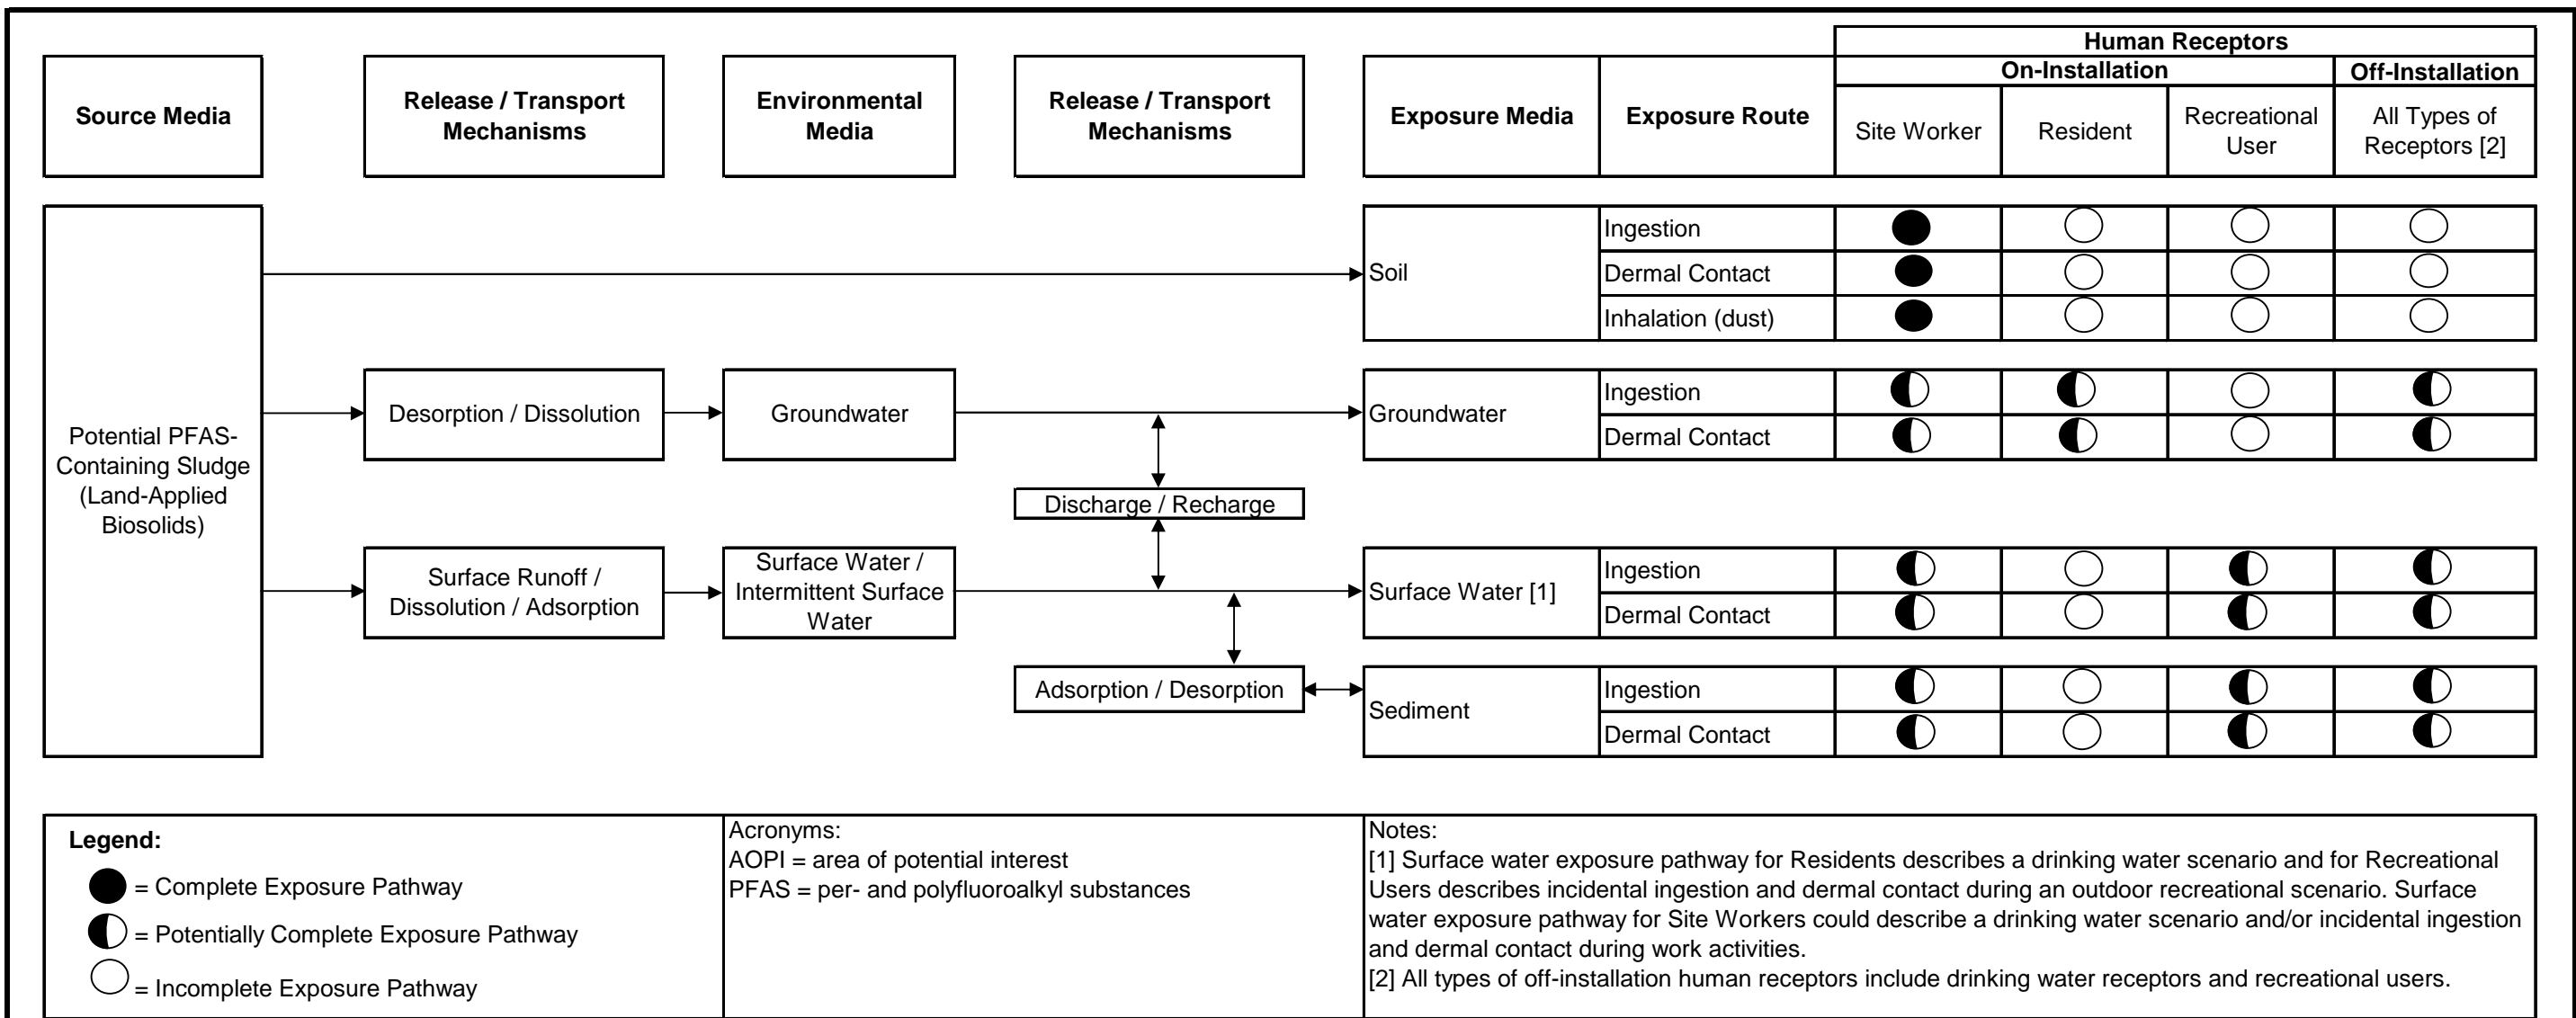 Human Receptors
On-Installation
Off-Installation
Source Media
Release / Transport
Mechanisms
Environmental
Media
Release / Transport
Mechanisms
Exposure Media
Exposure Route
Site Worker
Resident
Recreational
User
All Types of
Receptors [2]
Potential PFAS-
Containing Sludge
(Land-Applied
Biosolids)
Soil
Ingestion
Dermal Contact
Inhalation (dust)
Desorption / Dissolution
Groundwater
Groundwater
Ingestion
Dermal Contact
Discharge / Recharge
Surface Runoff /
Dissolution / Adsorption
Surface Water /
Intermittent Surface
Water
Surface Water [1]
Ingestion
Dermal Contact
Adsorption / Desorption
Sediment
Ingestion
Dermal Contact
Legend:
= Complete Exposure Pathway
= Potentially Complete Exposure Pathway
= Incomplete Exposure Pathway
Acronyms:
AOPI = area of potential interest
PFAS = per- and polyfluoroalkyl substances
Notes:
[1] Surface water exposure pathway for Residents describes a drinking water scenario and for Recreational
Users describes incidental ingestion and dermal contact during an outdoor recreational scenario. Surface
water exposure pathway for Site Workers could describe a drinking water scenario and/or incidental ingestion
and dermal contact during work activities.
[2] All types of off-installation human receptors include drinking water receptors and recreational users.